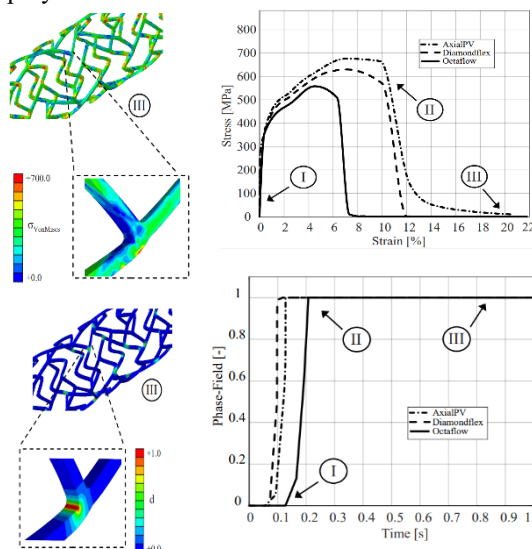 III
+700.0
σVonMises
+0.0
800
700
600
500
400
300
200
100
0
Stress [MPa]
AxialPV
Diamondflex
Octaflow
I
II
III
0 2 4 6 8 10 12 14 16 18 20 22
Strain [%]
III
+1.0
d
+0.0
1
0.8
0.6
0.4
0.2
0
Phase-Field [-]
II
III
AxialPV
Diamondflex
Octaflow
I
0 0.1 0.2 0.3 0.4 0.5 0.6 0.7 0.8 0.9 1
Time [s]